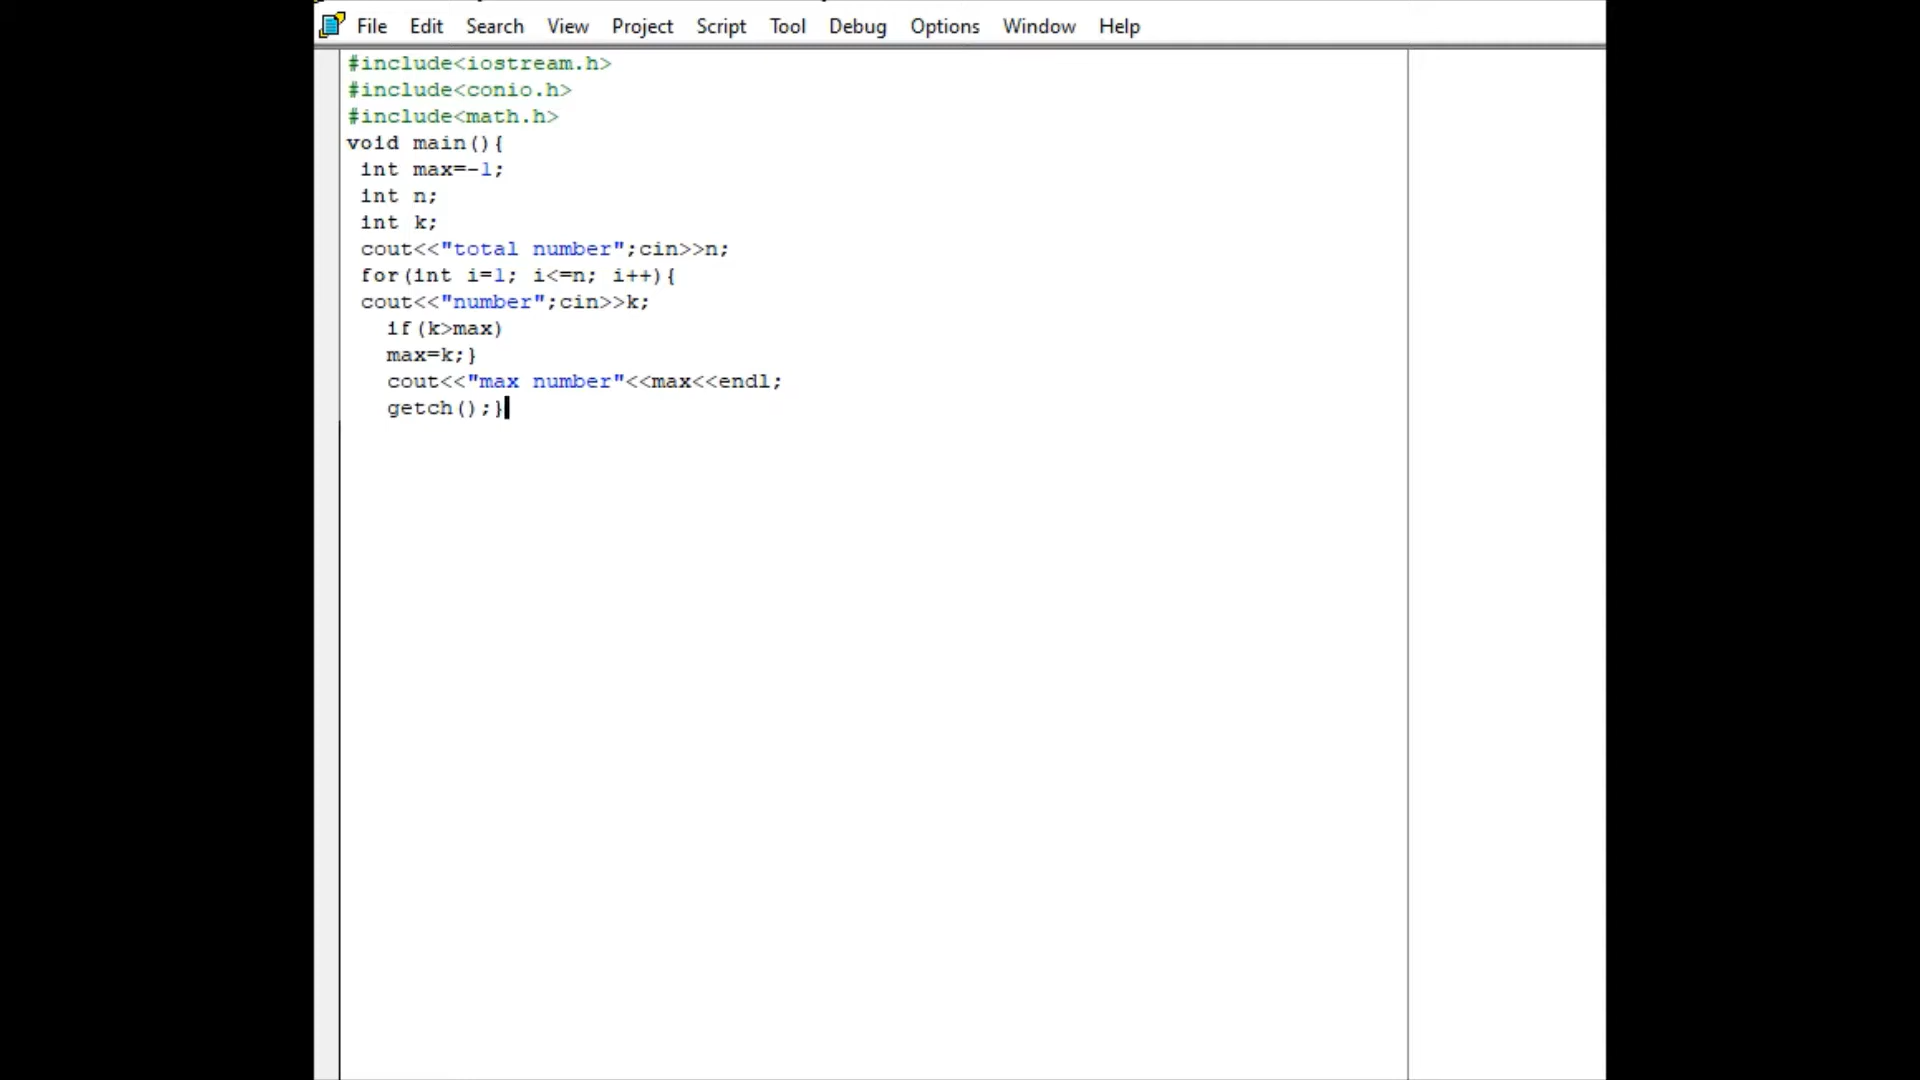 File Edit Search View Project Script Tool Debug Options Window Help
#include<iostream.h>
#include<conio.h>
#include<math.h>
void main(){
int max=-1;
int n;
int k;
cout<<"total number";cin>>n;
for(int i=1; i<=n; i++){
cout<<"number";cin>>k;
if(k>max)
max=k;}
cout<<"max number"<<max<<endl;
getch();}